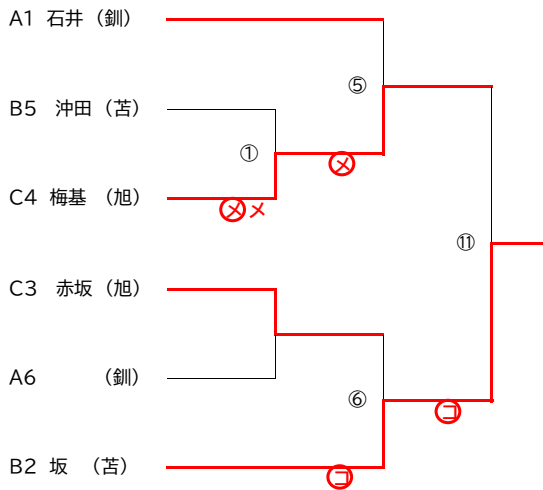 A1 石井（釧）
⑤
B5 沖田（苫）
①
メ
C4 梅基 （旭）
メメ
⑪
C3 赤坂（旭）
A6 （釧）
⑥
コ
B2 坂 （苫）
コ